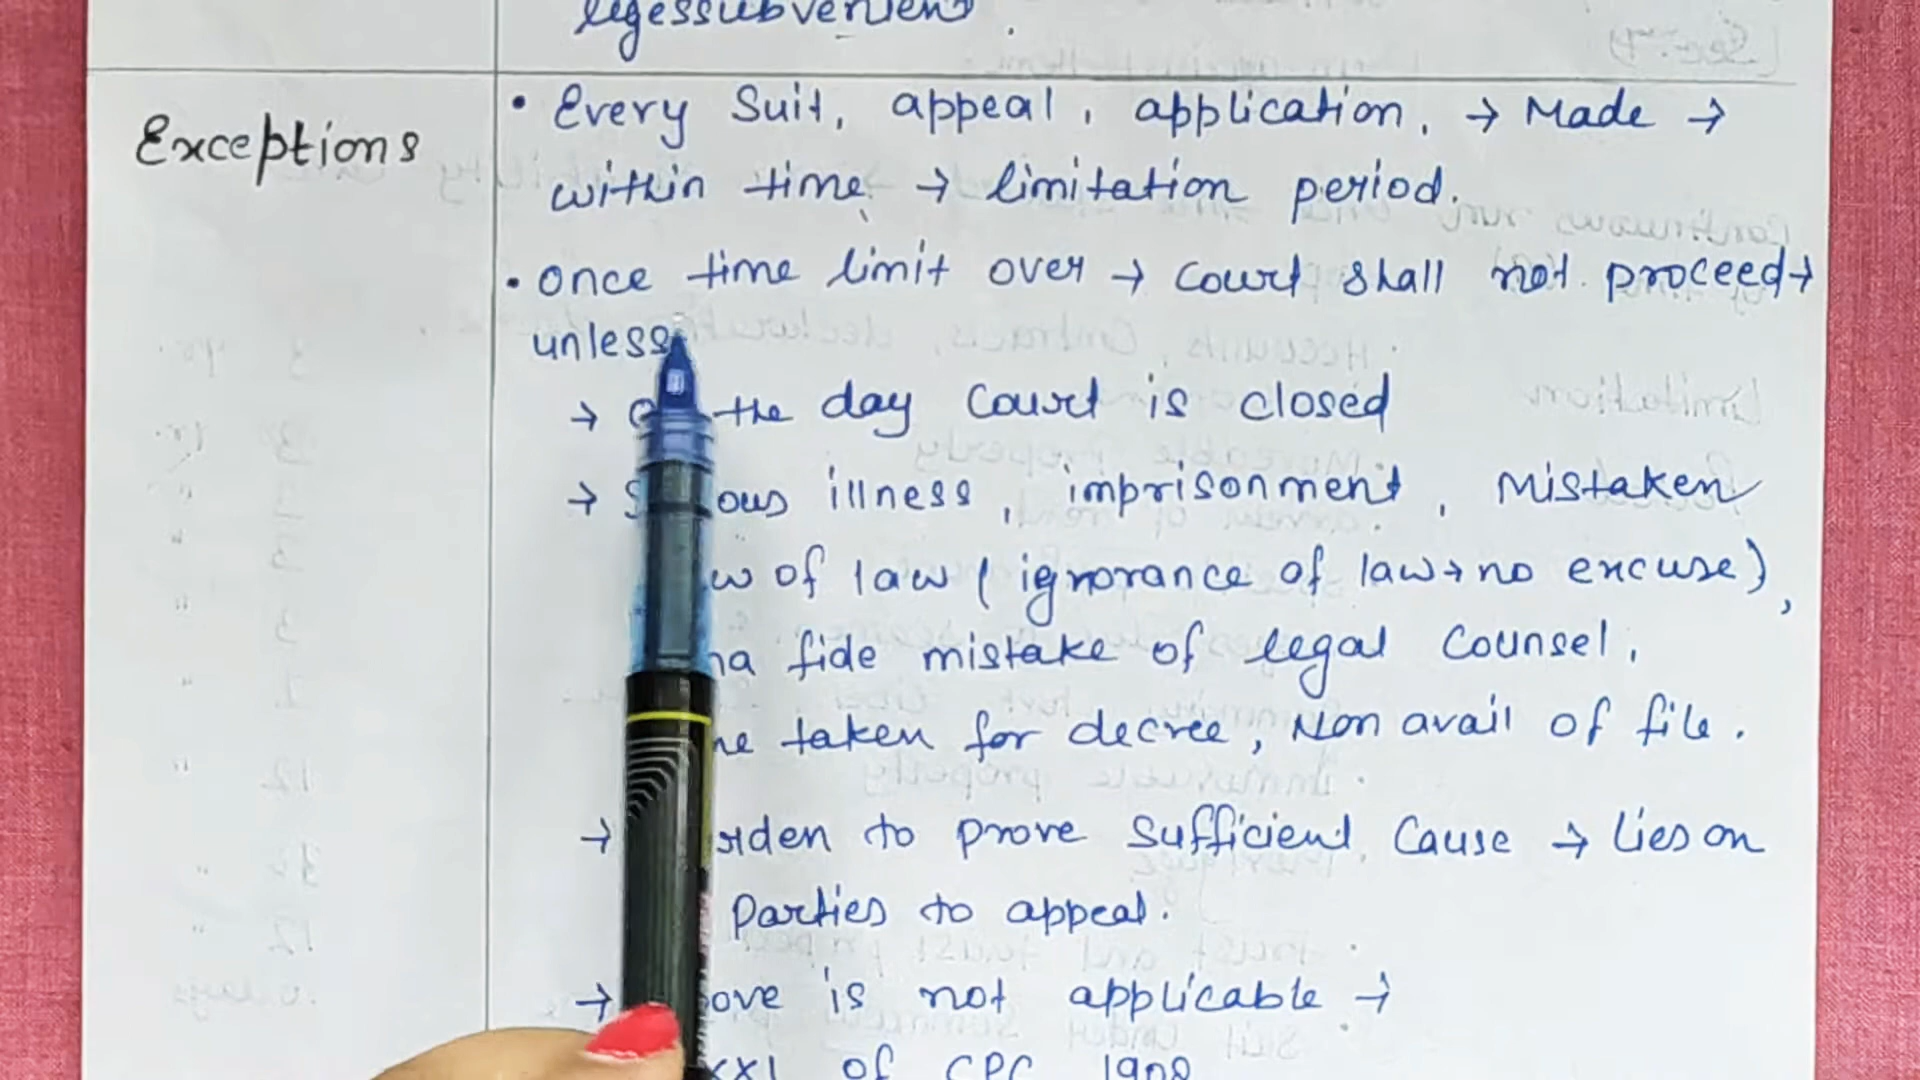 legessubvenient.
Exceptions
• Every Suit, appeal, application, → Made →
within time → limitation period.
• Once time limit over → Court shall not proceed →
unless
→ the day Court is closed
→ illness, imprisonment, Mistaken
of law (ignorance of law → no excuse),
fide mistake of legal Counsel,
taken for decree, Non avail of file.
→ to prove Sufficient Cause → Lies on
Parties to appeal.
→ is not applicable →
of CPC 1908